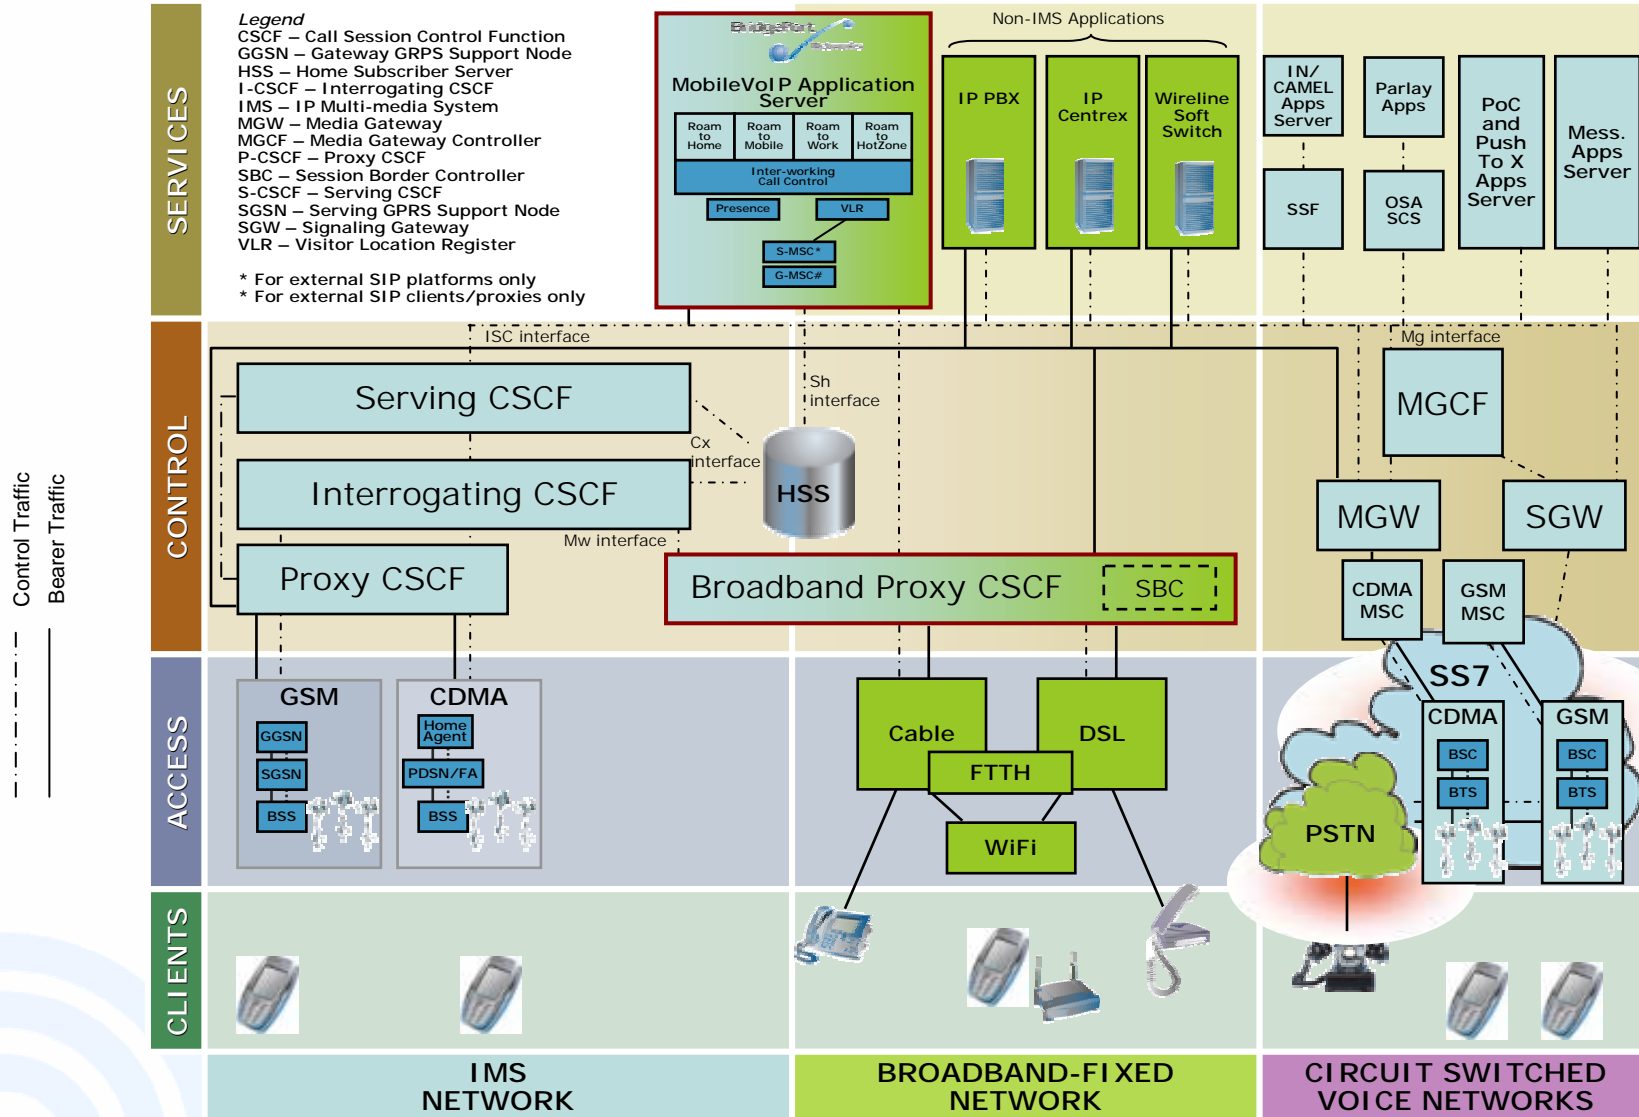 Legend
CSCF – Call Session Control Function
GGSN – Gateway GRPS Support Node
HSS – Home Subscriber Server
I-CSCF – Interrogating CSCF
IMS – IP Multi-media System
MGW – Media Gateway
MGCF – Media Gateway Controller
P-CSCF – Proxy CSCF
SBC – Session Border Controller
S-CSCF – Serving CSCF
SGSN – Serving GPRS Support Node
SGW – Signaling Gateway
VLR – Visitor Location Register
* For external SIP platforms only
* For external SIP clients/proxies only
SERVICES
BridgePort
MobileVoIP Application
Server
Roam
to
Home
Roam
to
Mobile
Roam
to
Work
Roam
to
HotZone
Inter-working
Call Control
Presence
VLR
S-MSC*
G-MSC#
Non-IMS Applications
IP PBX
IP
Centrex
Wireline
Soft
Switch
IN/
CAMEL
Apps
Server
Parlay
Apps
SSF
OSA
SCS
PoC
and
Push
To X
Apps
Server
Mess.
Apps
Server
CONTROL
ISC interface
Mg interface
Serving CSCF
Interrogating CSCF
Proxy CSCF
Sh
interface
Cx
interface
HSS
Mw interface
Broadband Proxy CSCF
SBC
MGCF
MGW
SGW
CDMA
MSC
GSM
MSC
Control Traffic
Bearer Traffic
ACCESS
GSM
GGSN
SGSN
BSS
CDMA
Home
Agent
PDSN/FA
BSS
Cable
DSL
FTTH
WiFi
SS7
PSTN
CDMA
BSC
BTS
GSM
BSC
BTS
CLIENTS
IMS
NETWORK
BROADBAND-FIXED
NETWORK
CIRCUIT SWITCHED
VOICE NETWORKS